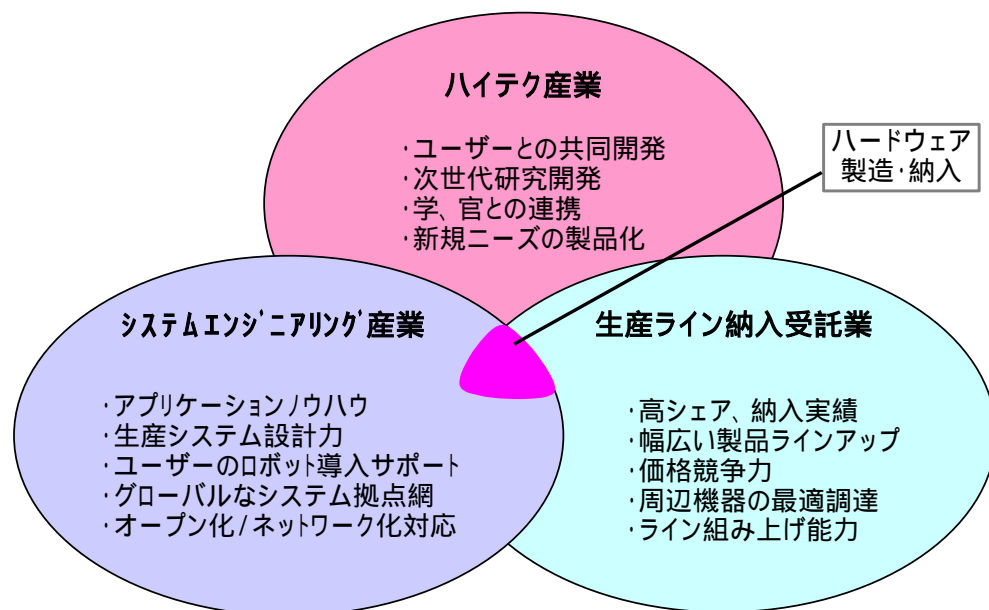 ハイテク産業
・ユーザーとの共同開発
・次世代研究開発
・学、官との連携
・新規ニーズの製品化
ハードウェア
製造・納入
システムエンジニアリング産業
・アプリケーションノウハウ
・生産システム設計力
・ユーザーのロボット導入サポート
・グローバルなシステム拠点網
・オープン化/ネットワーク化対応
生産ライン納入受託業
・高シェア、納入実績
・幅広い製品ラインアップ
・価格競争力
・周辺機器の最適調達
・ライン組み上げ能力